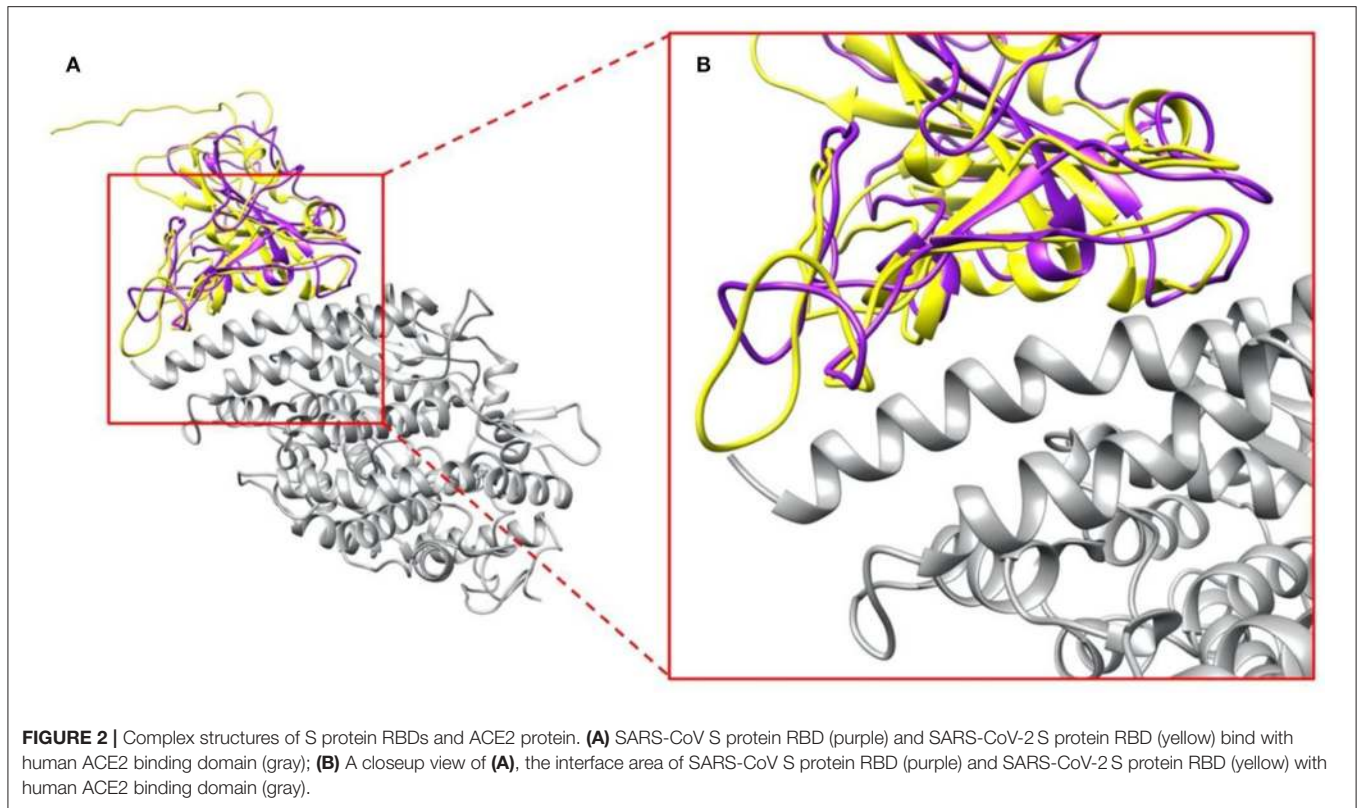 A
B
FIGURE 2 | Complex structures of S protein RBDs and ACE2 protein. (A) SARS-CoV S protein RBD (purple) and SARS-CoV-2 S protein RBD (yellow) bind with
human ACE2 binding domain (gray); (B) A closeup view of (A), the interface area of SARS-CoV S protein RBD (purple) and SARS-CoV-2 S protein RBD (yellow) with
human ACE2 binding domain (gray).